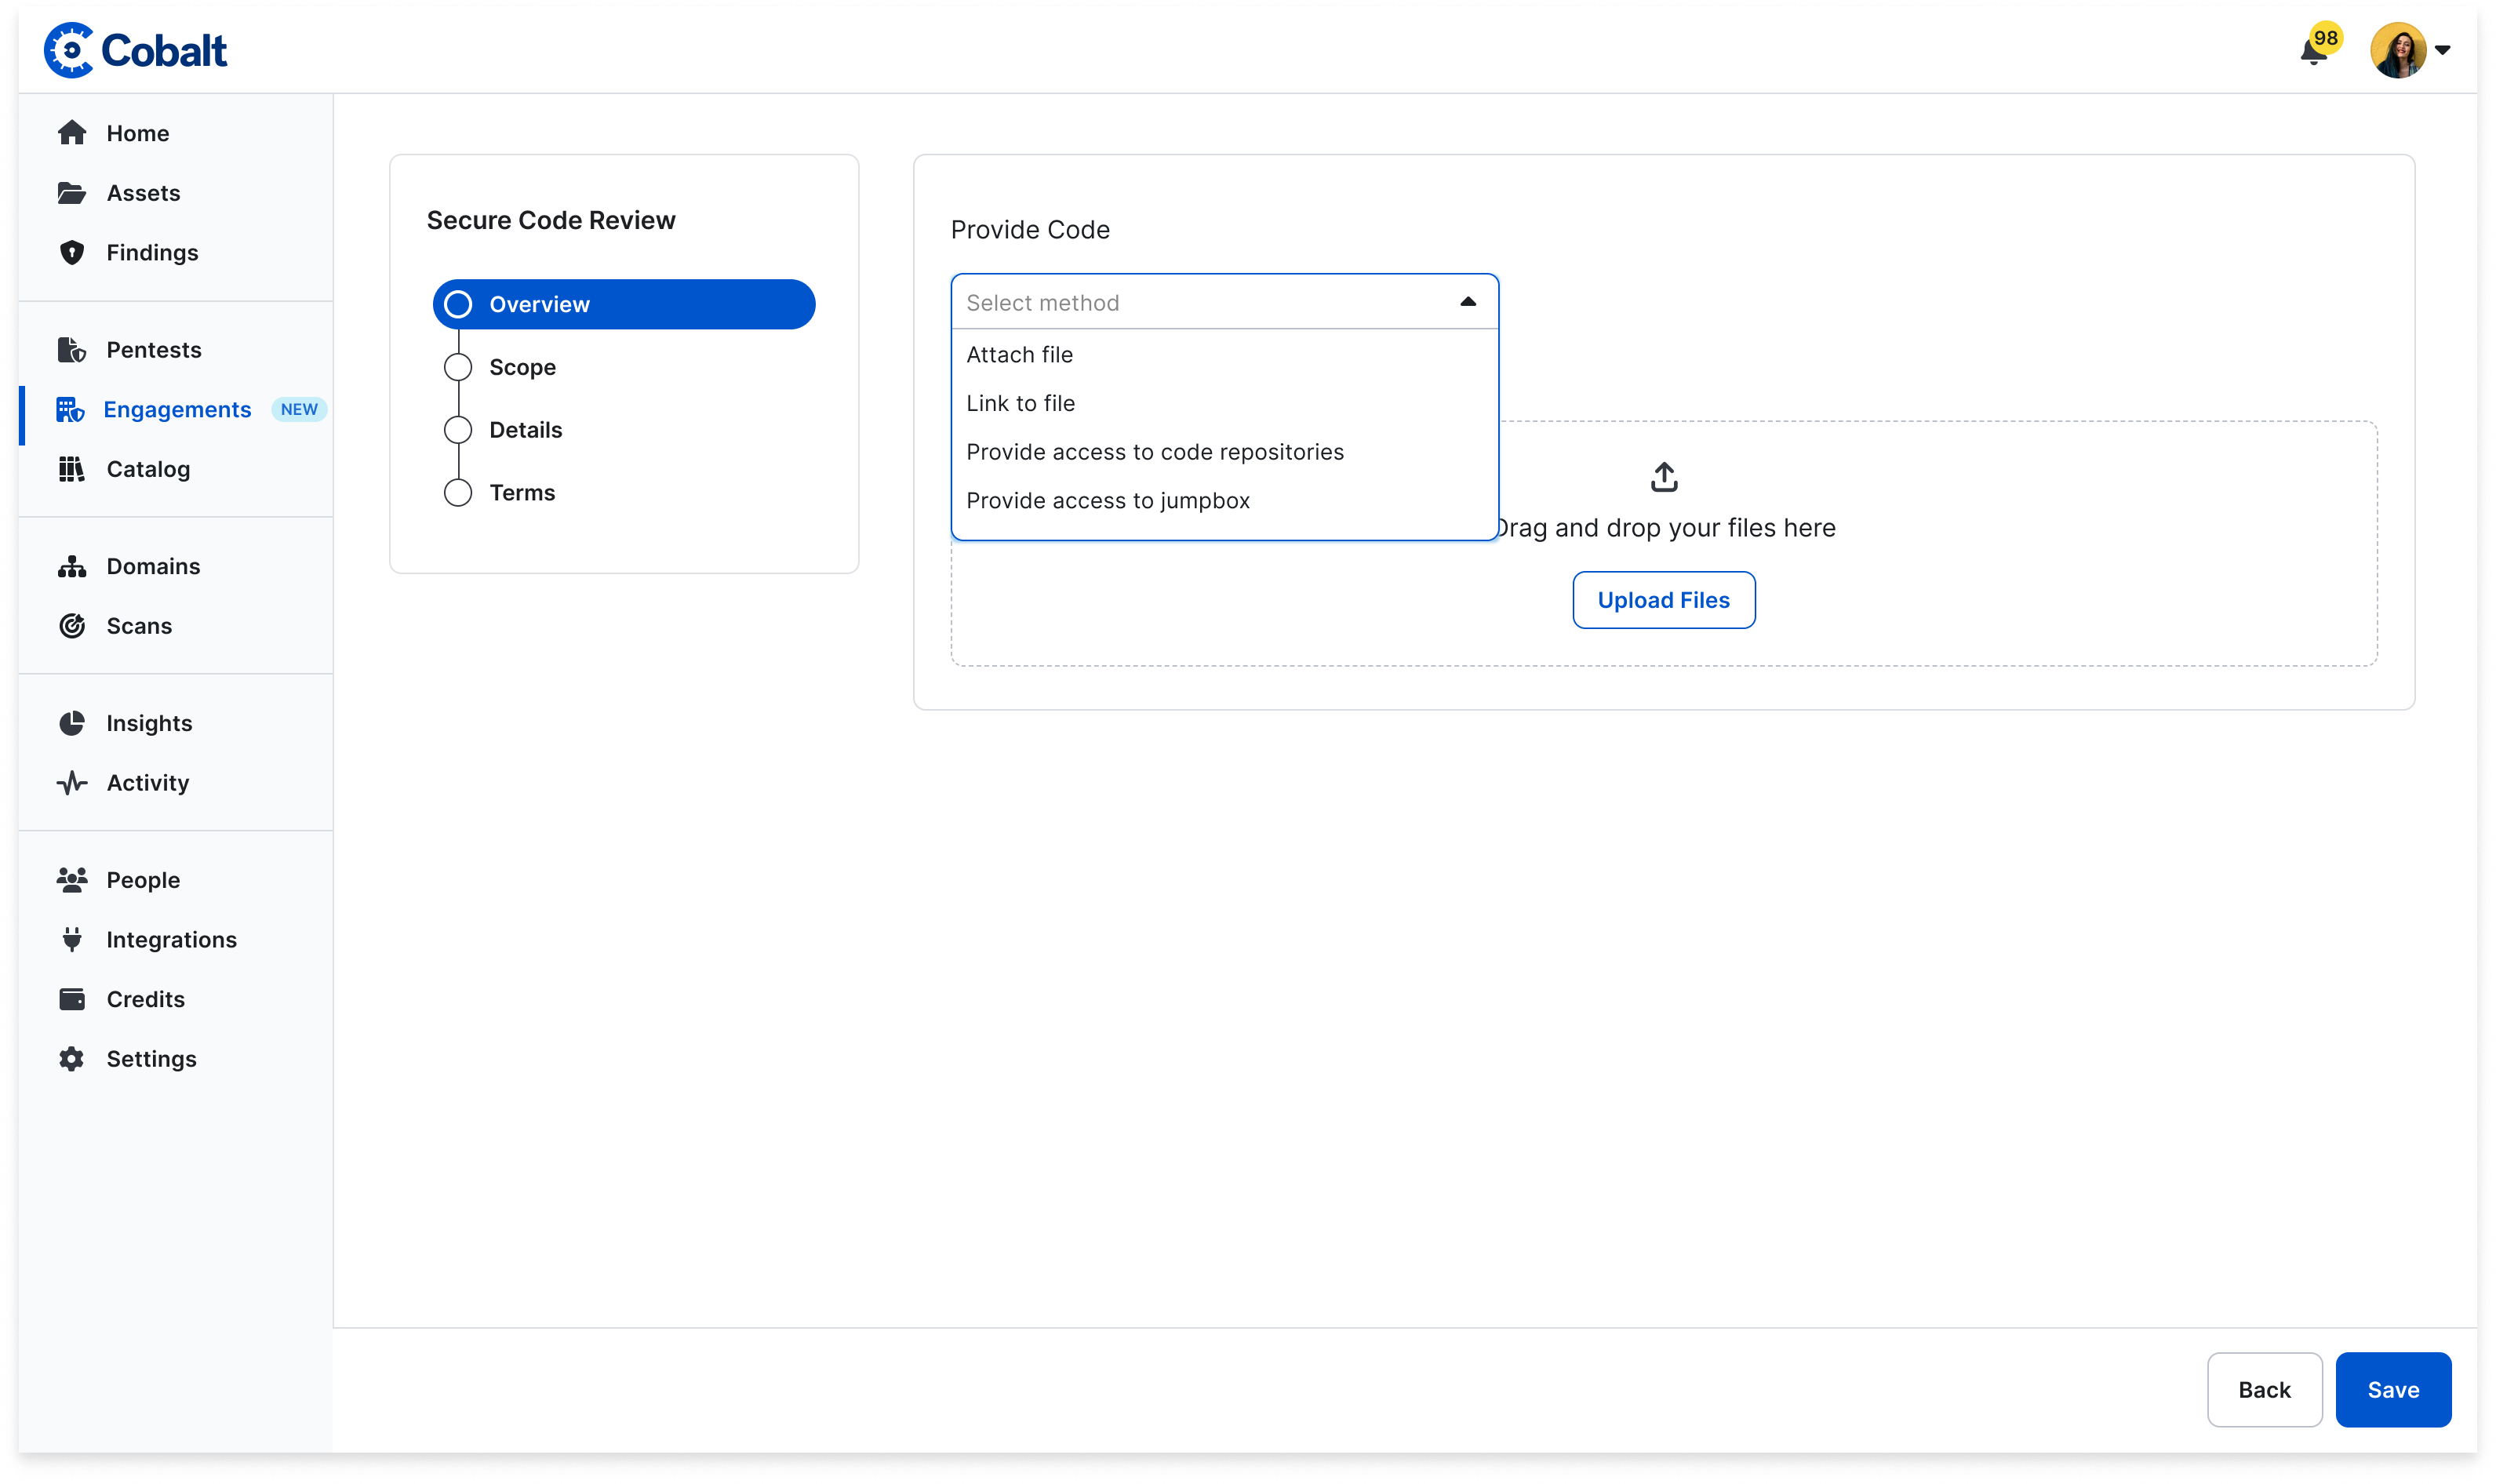 Cobalt
98
Home
Assets
Findings
Pentests
Engagements NEW
Catalog
Domains
Scans
Insights
Activity
People
Integrations
Credits
Settings
Secure Code Review
Overview
Scope
Details
Terms
Provide Code
Select method
Attach file
Link to file
Provide access to code repositories
Provide access to jumpbox
Drag and drop your files here
Upload Files
Back
Save